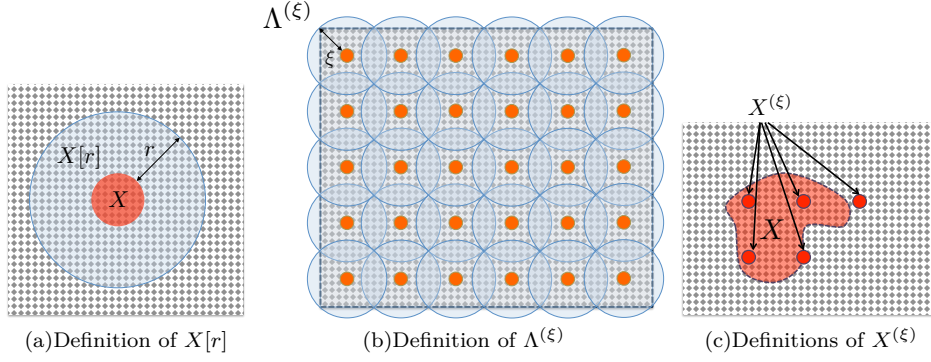 Λ^(ξ)
ξ
X[r]
r
X
X^(ξ)
X
(a)Definition of X[r]
(b)Definition of Λ^(ξ)
(c)Definitions of X^(ξ)